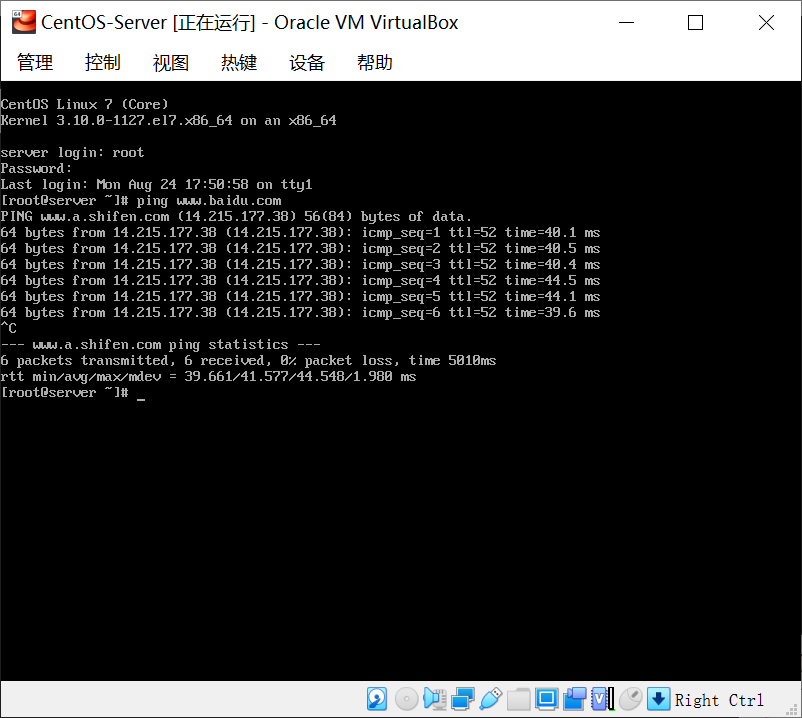 CentOS-Server [正在运行] - Oracle VM VirtualBox
管理 控制 视图 热键 设备 帮助
CentOS Linux 7 (Core)
Kernel 3.10.0-1127.el7.x86_64 on an x86_64
server login: root
Password:
Last login: Mon Aug 24 17:50:58 on tty1
[root@server ~]# ping www.baidu.com
PING www.a.shifen.com (14.215.177.38) 56(84) bytes of data.
64 bytes from 14.215.177.38 (14.215.177.38): icmp_seq=1 ttl=52 time=40.1 ms
64 bytes from 14.215.177.38 (14.215.177.38): icmp_seq=2 ttl=52 time=40.5 ms
64 bytes from 14.215.177.38 (14.215.177.38): icmp_seq=3 ttl=52 time=40.4 ms
64 bytes from 14.215.177.38 (14.215.177.38): icmp_seq=4 ttl=52 time=44.5 ms
64 bytes from 14.215.177.38 (14.215.177.38): icmp_seq=5 ttl=52 time=44.1 ms
64 bytes from 14.215.177.38 (14.215.177.38): icmp_seq=6 ttl=52 time=39.6 ms
^C
--- www.a.shifen.com ping statistics ---
6 packets transmitted, 6 received, 0% packet loss, time 5010ms
rtt min/avg/max/mdev = 39.661/41.577/44.548/1.980 ms
[root@server ~]# _
Right Ctrl